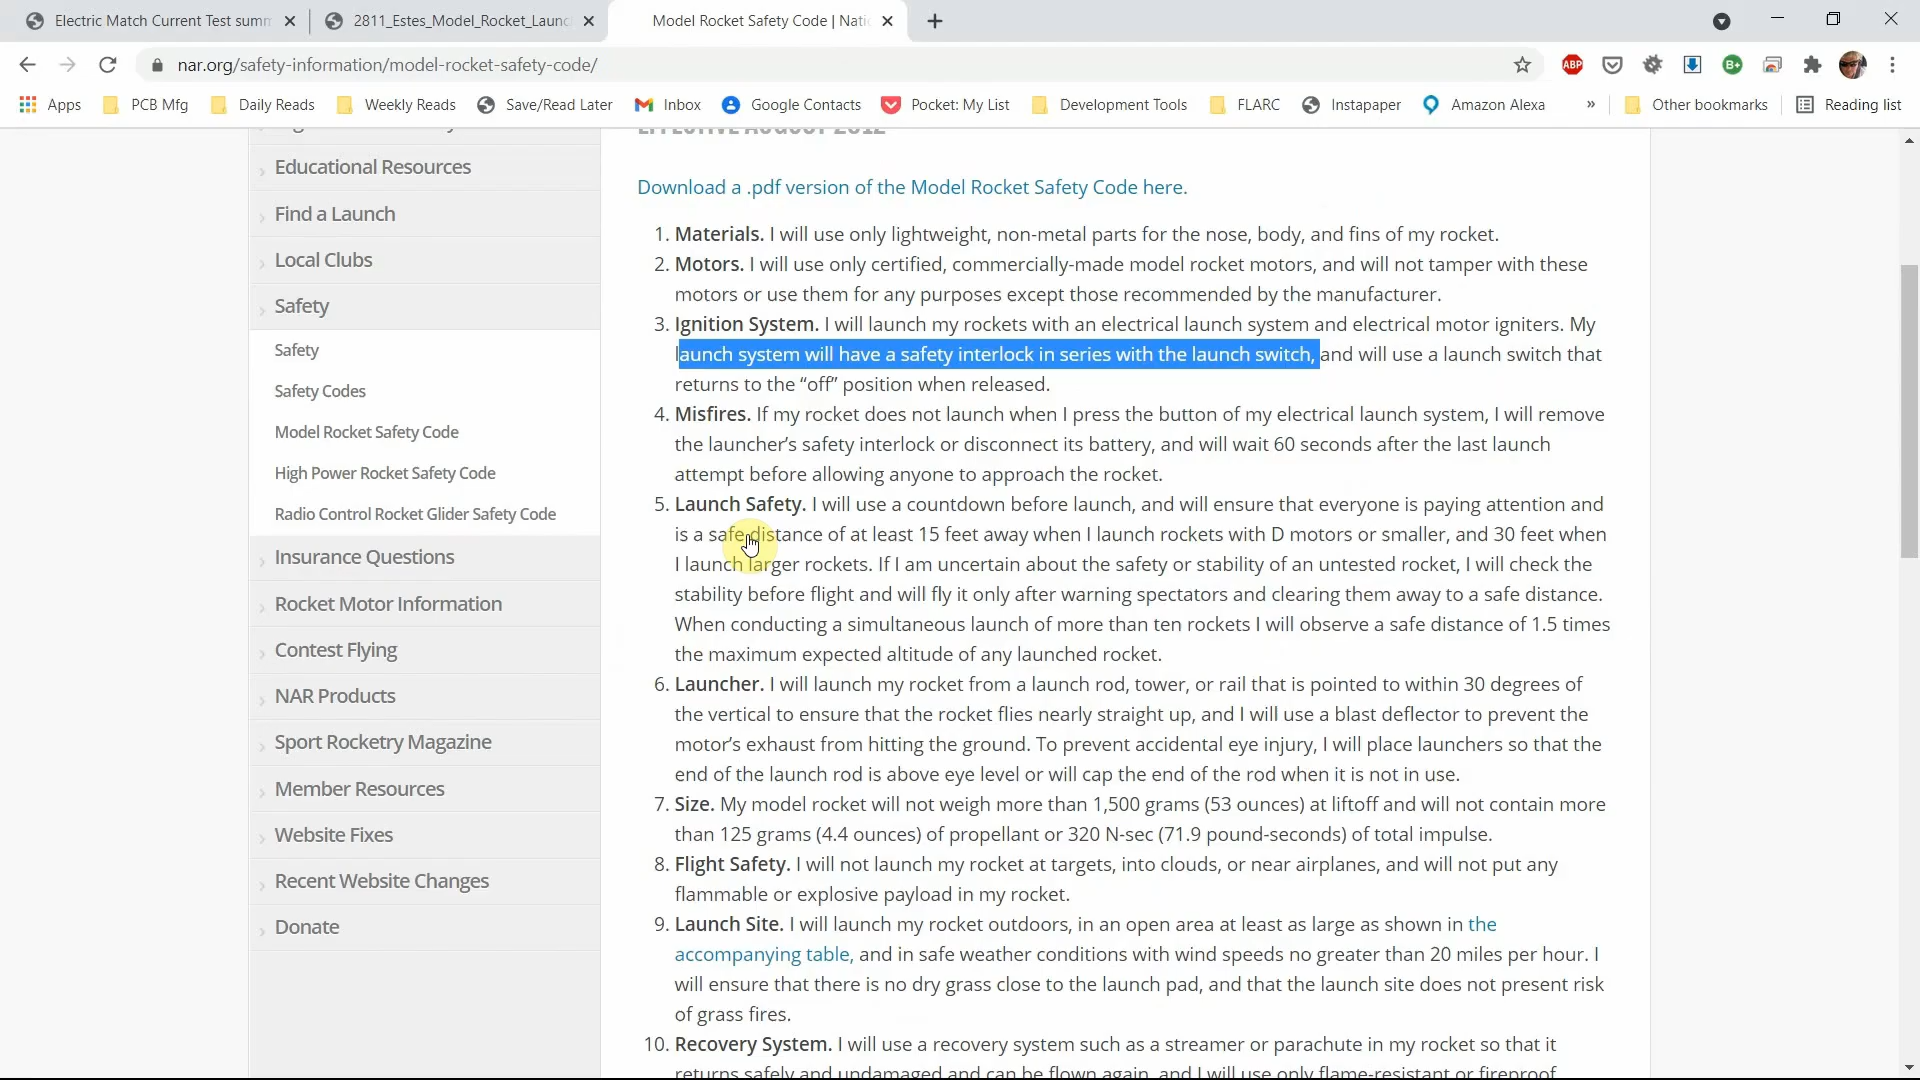 Electric Match Current Test summ
2811_Estes_Model_Rocket_Launc
Model Rocket Safety Code | Nati
nar.org/safety-information/model-rocket-safety-code/
ABP
B+
Apps
PCB Mfg
Daily Reads
Weekly Reads
Save/Read Later
Inbox
Google Contacts
Pocket: My List
Development Tools
FLARC
Instapaper
Amazon Alexa
»
Other bookmarks
Reading list
EFFECTIVE AUGUST 2012
Educational Resources
Find a Launch
Local Clubs
Safety
Safety
Safety Codes
Model Rocket Safety Code
High Power Rocket Safety Code
Radio Control Rocket Glider Safety Code
Insurance Questions
Rocket Motor Information
Contest Flying
NAR Products
Sport Rocketry Magazine
Member Resources
Website Fixes
Recent Website Changes
Donate
Download a .pdf version of the Model Rocket Safety Code here.
1. Materials. I will use only lightweight, non-metal parts for the nose, body, and fins of my rocket.
2. Motors. I will use only certified, commercially-made model rocket motors, and will not tamper with these
motors or use them for any purposes except those recommended by the manufacturer.
3. Ignition System. I will launch my rockets with an electrical launch system and electrical motor igniters. My
launch system will have a safety interlock in series with the launch switch, and will use a launch switch that
returns to the “off” position when released.
4. Misfires. If my rocket does not launch when I press the button of my electrical launch system, I will remove
the launcher’s safety interlock or disconnect its battery, and will wait 60 seconds after the last launch
attempt before allowing anyone to approach the rocket.
5. Launch Safety. I will use a countdown before launch, and will ensure that everyone is paying attention and
is a safe distance of at least 15 feet away when I launch rockets with D motors or smaller, and 30 feet when
I launch larger rockets. If I am uncertain about the safety or stability of an untested rocket, I will check the
stability before flight and will fly it only after warning spectators and clearing them away to a safe distance.
When conducting a simultaneous launch of more than ten rockets I will observe a safe distance of 1.5 times
the maximum expected altitude of any launched rocket.
6. Launcher. I will launch my rocket from a launch rod, tower, or rail that is pointed to within 30 degrees of
the vertical to ensure that the rocket flies nearly straight up, and I will use a blast deflector to prevent the
motor’s exhaust from hitting the ground. To prevent accidental eye injury, I will place launchers so that the
end of the launch rod is above eye level or will cap the end of the rod when it is not in use.
7. Size. My model rocket will not weigh more than 1,500 grams (53 ounces) at liftoff and will not contain more
than 125 grams (4.4 ounces) of propellant or 320 N-sec (71.9 pound-seconds) of total impulse.
8. Flight Safety. I will not launch my rocket at targets, into clouds, or near airplanes, and will not put any
flammable or explosive payload in my rocket.
9. Launch Site. I will launch my rocket outdoors, in an open area at least as large as shown in the
accompanying table, and in safe weather conditions with wind speeds no greater than 20 miles per hour. I
will ensure that there is no dry grass close to the launch pad, and that the launch site does not present risk
of grass fires.
10. Recovery System. I will use a recovery system such as a streamer or parachute in my rocket so that it
returns safely and undamaged and can be flown again, and I will use only flame-resistant or fireproof